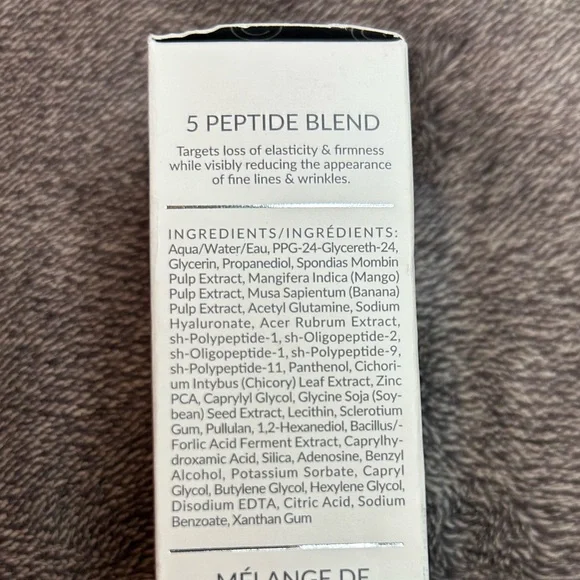 5 PEPTIDE BLEND
Targets loss of elasticity & firmness
while visibly reducing the appearance
of fine lines & wrinkles.
INGREDIENTS/INGRÉDIENTS:
Aqua/Water/Eau, PPG-24-Glycereth-24,
Glycerin, Propanediol, Spondias Mombin
Pulp Extract, Mangifera Indica (Mango)
Pulp Extract, Musa Sapientum (Banana)
Pulp Extract, Acetyl Glutamine, Sodium
Hyaluronate, Acer Rubrum Extract,
sh-Polypeptide-1, sh-Oligopeptide-2,
sh-Oligopeptide-1, sh-Polypeptide-9,
sh-Polypeptide-11, Panthenol, Cichori-
um Intybus (Chicory) Leaf Extract, Zinc
PCA, Caprylyl Glycol, Glycine Soja (Soy-
bean) Seed Extract, Lecithin, Sclerotium
Gum, Pullulan, 1,2-Hexanediol, Bacillus/-
Forlic Acid Ferment Extract, Caprylhy-
droxamic Acid, Silica, Adenosine, Benzyl
Alcohol, Potassium Sorbate, Capryl
Glycol, Butylene Glycol, Hexylene Glycol,
Disodium EDTA, Citric Acid, Sodium
Benzoate, Xanthan Gum
MÉLANGE DE